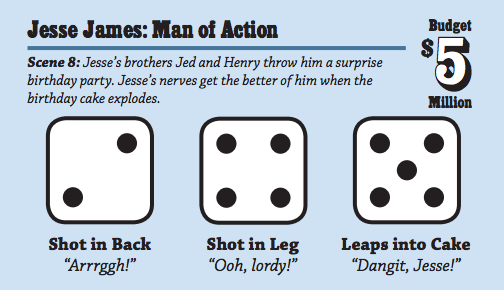 Jesse James: Man of Action
Budget
$5
Million
Scene 8: Jesse's brothers Jed and Henry throw him a surprise
birthday party. Jesse's nerves get the better of him when the
birthday cake explodes.
Shot in Back
"Arrrggh!"
Shot in Leg
"Ooh, lordy!"
Leaps into Cake
"Dangit, Jesse!"